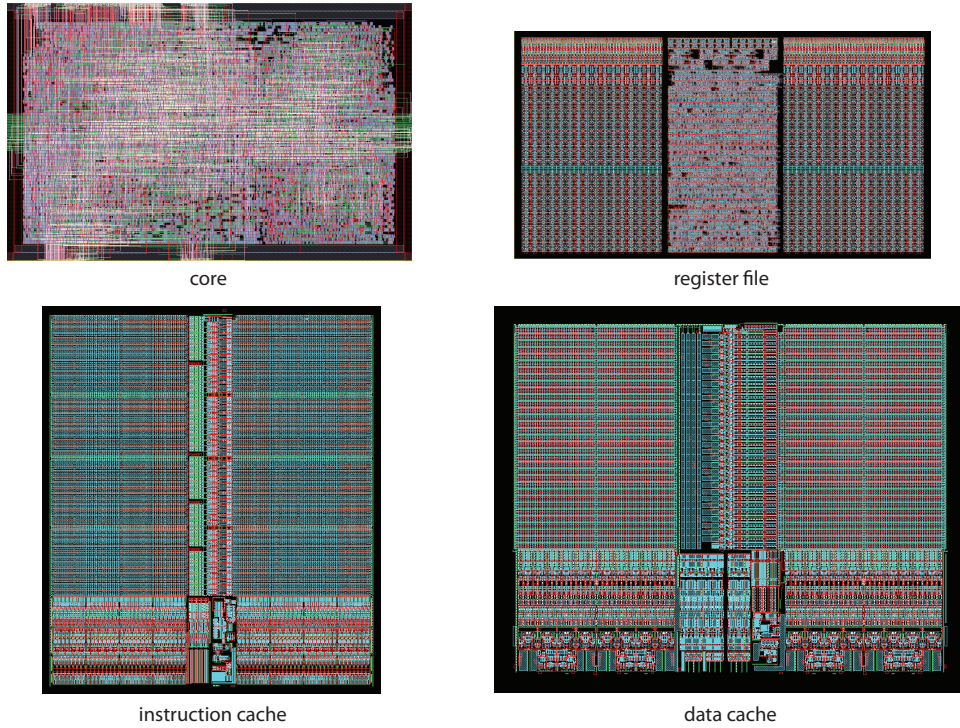 core
register file
instruction cache
data cache